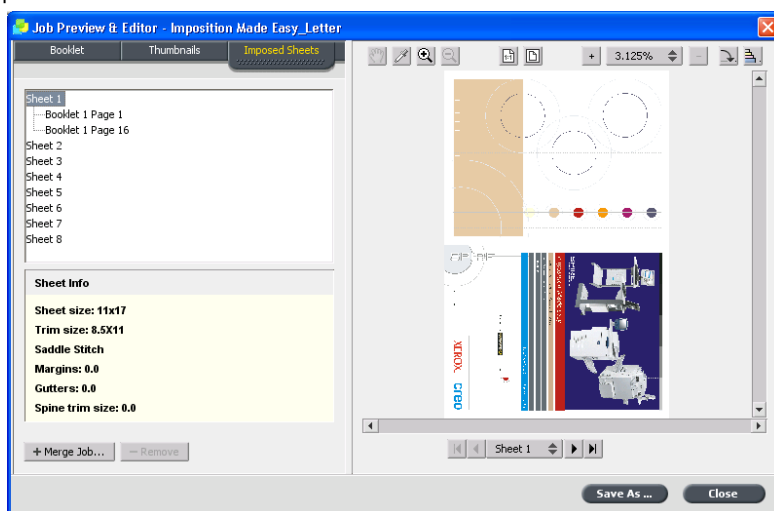 Job Preview & Editor - Imposition Made Easy_Letter
Booklet
Thumbnails
Imposed Sheets
3.125%
Sheet 1
Booklet 1 Page 1
Booklet 1 Page 16
Sheet 2
Sheet 3
Sheet 4
Sheet 5
Sheet 6
Sheet 7
Sheet 8
Sheet Info
Sheet size: 11x17
Trim size: 8.5X11
Saddle Stitch
Margins: 0.0
Gutters: 0.0
Spine trim size: 0.0
XEROX.
creo
+ Merge Job...
– Remove
Sheet 1
Save As ...
Close